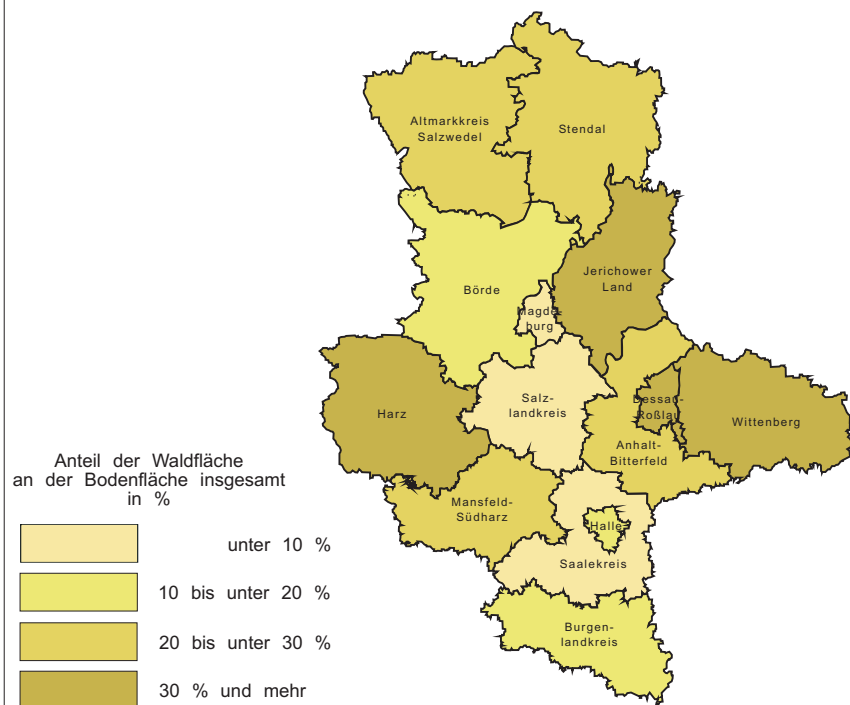 Altmarkkreis
Salzwedel
Stendal
Jerichower
Land
Börde
Magde-
burg
Salz-
landkreis
Harz
Dessau-
Roßlau
Wittenberg
Anhalt-
Bitterfeld
Mansfeld-
Südharz
Halle
Saalekreis
Burgen-
landkreis
Anteil der Waldfläche
an der Bodenfläche insgesamt
in %
unter 10 %
10 bis unter 20 %
20 bis unter 30 %
30 % und mehr